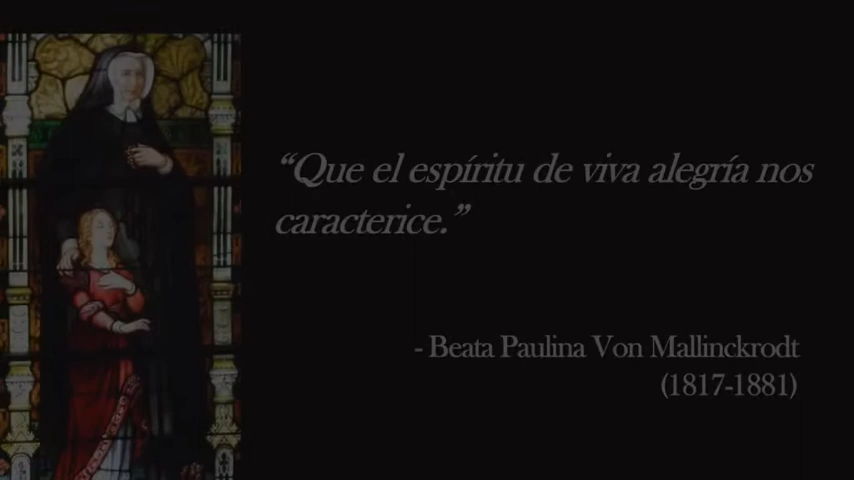 “Que el espíritu de viva alegría nos
caracterice.”
- Beata Paulina Von Mallinckrodt
(1817-1881)